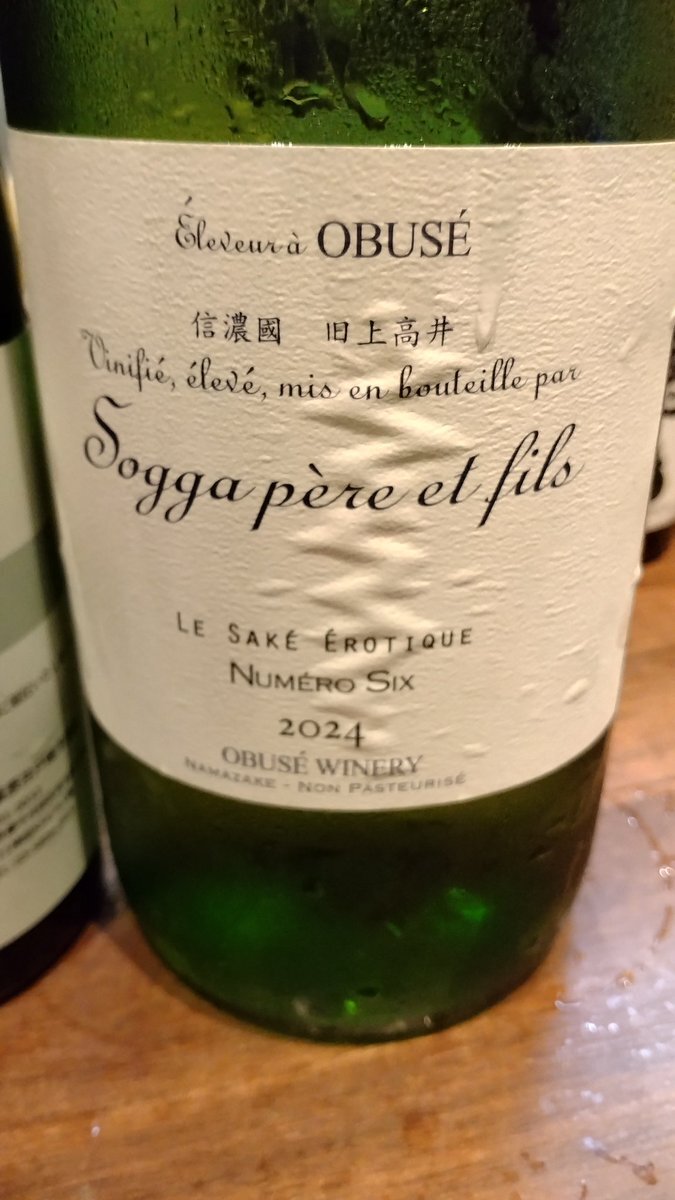 Éleveur à OBUSÉ
信濃國 旧上高井
Vinifié, élevé, mis en bouteille par
Sogga père et fils
LE SAKÉ ÉROTIQUE
NUMÉRO SIX
2024
OBUSÉ WINERY
NAMAZAKE - NON PASTEURISÉ